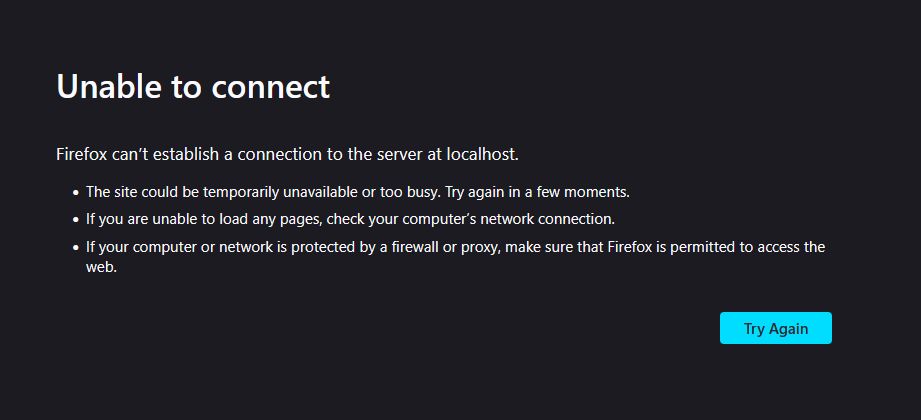 Unable to connect
Firefox can’t establish a connection to the server at localhost.
• The site could be temporarily unavailable or too busy. Try again in a few moments.
• If you are unable to load any pages, check your computer’s network connection.
• If your computer or network is protected by a firewall or proxy, make sure that Firefox is permitted to access the
web.
Try Again